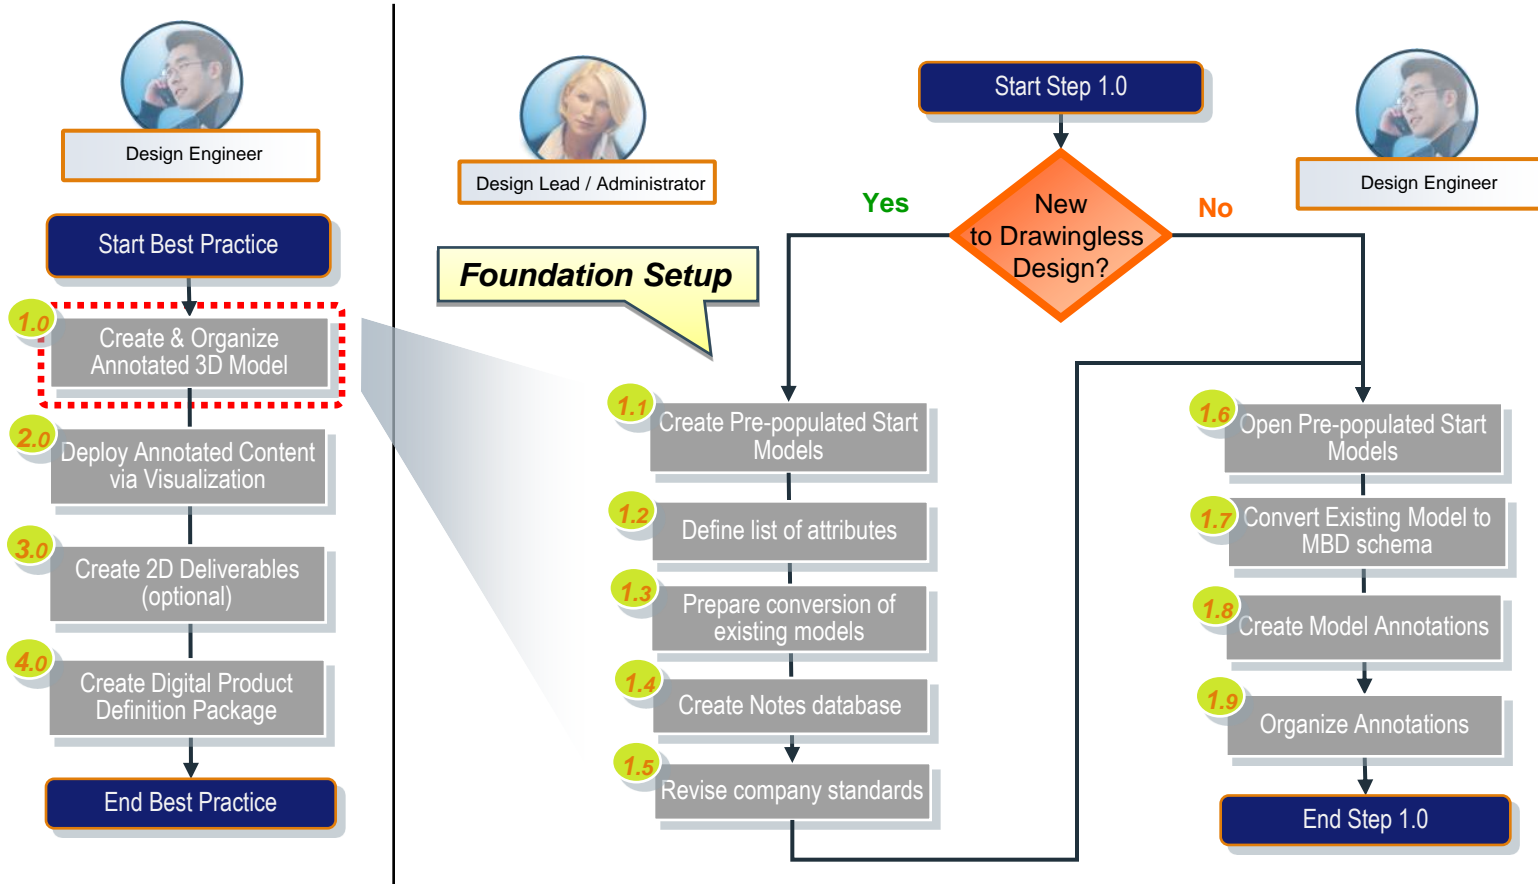 Design Engineer
Start Best Practice
1.0
Create & Organize
Annotated 3D Model
2.0
Deploy Annotated Content
via Visualization
3.0
Create 2D Deliverables
(optional)
4.0
Create Digital Product
Definition Package
End Best Practice
Design Lead / Administrator
Start Step 1.0
Design Engineer
Yes
New
to Drawingless
Design?
No
Foundation Setup
1.1
Create Pre-populated Start
Models
1.2
Define list of attributes
1.3
Prepare conversion of
existing models
1.4
Create Notes database
1.5
Revise company standards
1.6
Open Pre-populated Start
Models
1.7
Convert Existing Model to
MBD schema
1.8
Create Model Annotations
1.9
Organize Annotations
End Step 1.0